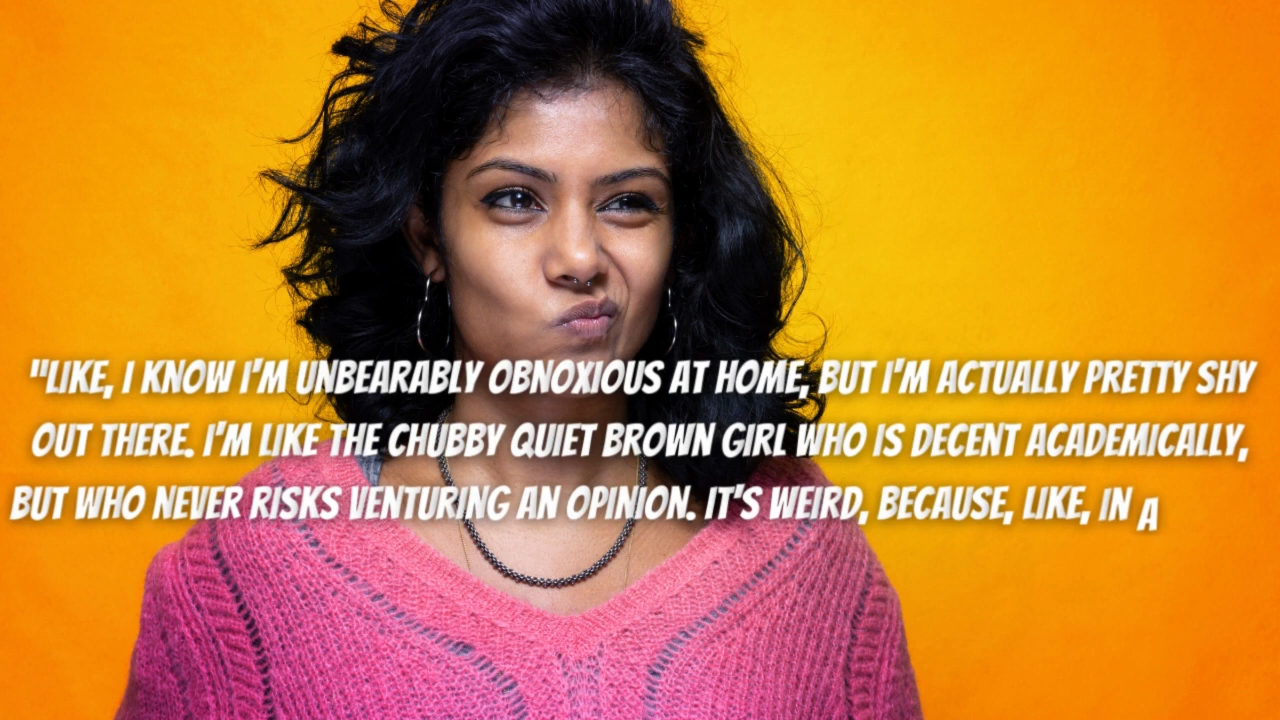 "LIKE, I KNOW I'M UNBEARABLY OBNOXIOUS AT HOME, BUT I'M ACTUALLY PRETTY SHY
OUT THERE. I'M LIKE THE CHUBBY QUIET BROWN GIRL WHO IS DECENT ACADEMICALLY,
BUT WHO NEVER RISKS VENTURING AN OPINION. IT'S WEIRD, BECAUSE, LIKE, IN A